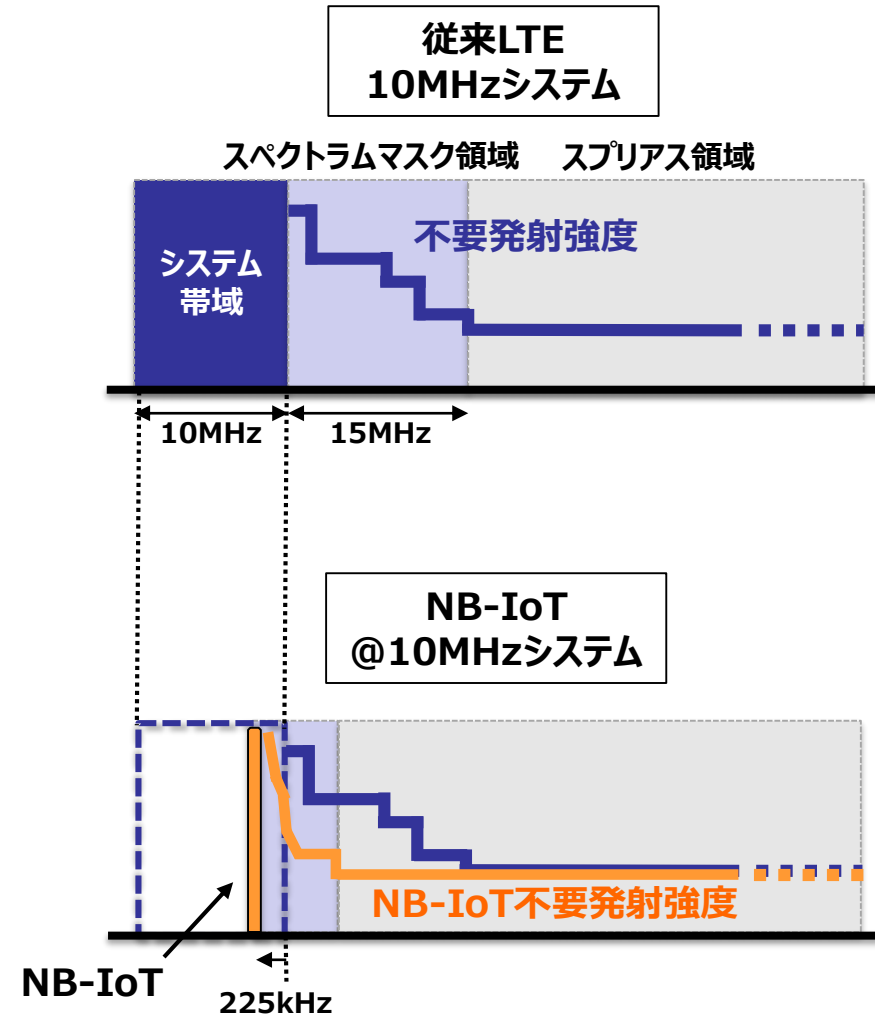 従来LTE
10MHzシステム
スペクトラムマスク領域 スプリアス領域
不要発射強度
システム
帯域
10MHz
15MHz
NB-IoT
@10MHzシステム
NB-IoT不要発射強度
NB-IoT
225kHz